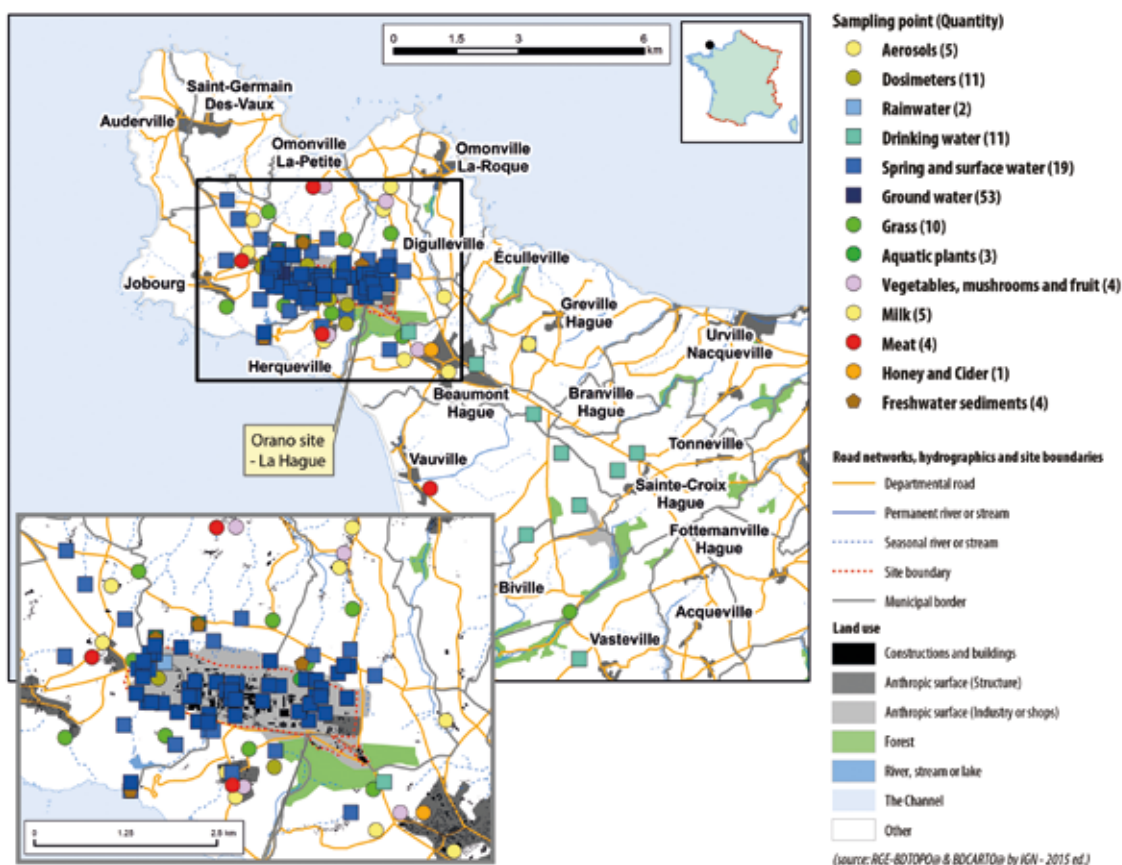 0 1.5 3 6
km
Saint-Germain
Des-Vaux
Auderville
Omonville
La-Petite
Omonville
La-Roque
Digulleville
Éculleville
Jobourg
Greville
Hague
Urville
Nacqueville
Herqueville
Beaumont
Hague
Branville
Hague
Orano site
- La Hague
Tonneville
Vauville
Sainte-Croix
Hague
Fottemanville
Hague
Biville
Acqueville
Vasteville
0 1.25 2.5 km
Sampling point (Quantity)
Aerosols (5)
Dosimeters (11)
Rainwater (2)
Drinking water (11)
Spring and surface water (19)
Ground water (53)
Grass (10)
Aquatic plants (3)
Vegetables, mushrooms and fruit (4)
Milk (5)
Meat (4)
Honey and Cider (1)
Freshwater sediments (4)
Road networks, hydrographics and site boundaries
Departmental road
Permanent river or stream
Seasonal river or stream
Site boundary
Municipal border
Land use
Constructions and buildings
Anthropic surface (Structure)
Anthropic surface (Industry or shops)
Forest
River, stream or lake
The Channel
Other
(source: RGE-BDTOPO@ & BDCARTO@ by IGN - 2015 ed.)